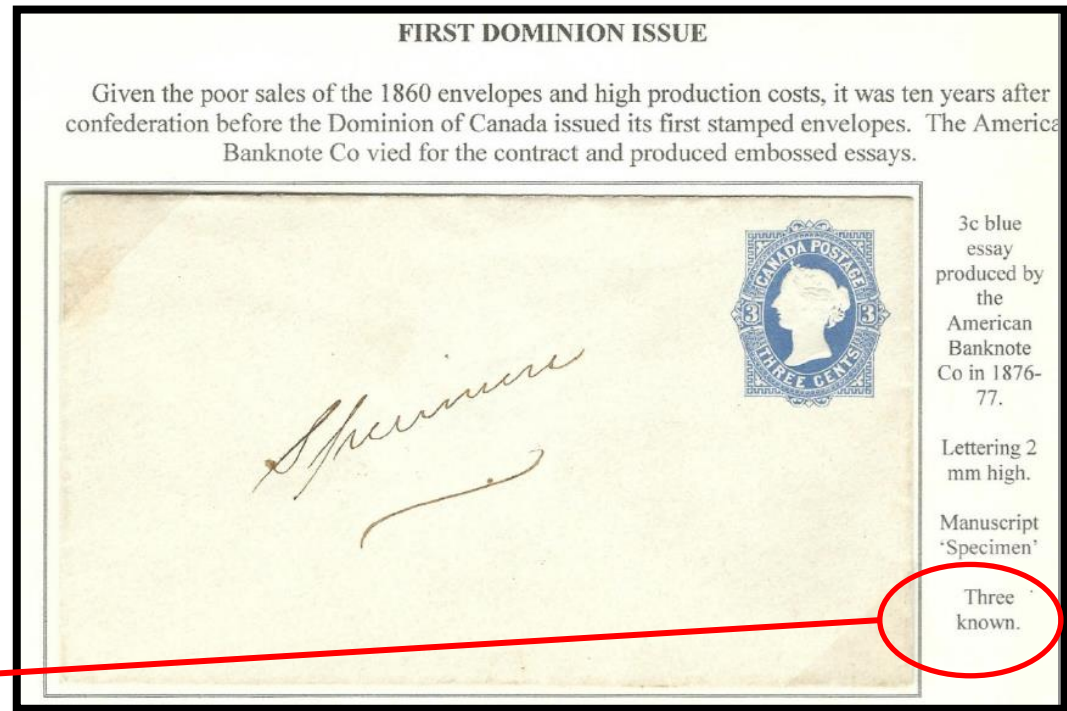 FIRST DOMINION ISSUE
Given the poor sales of the 1860 envelopes and high production costs, it was ten years after
confederation before the Dominion of Canada issued its first stamped envelopes. The America
Banknote Co vied for the contract and produced embossed essays.
CANADA POSTAGE
3 3
THREE CENTS
Specimen
3c blue
essay
produced by
the
American
Banknote
Co in 1876-
77.
Lettering 2
mm high.
Manuscript
‘Specimen’
Three
known.